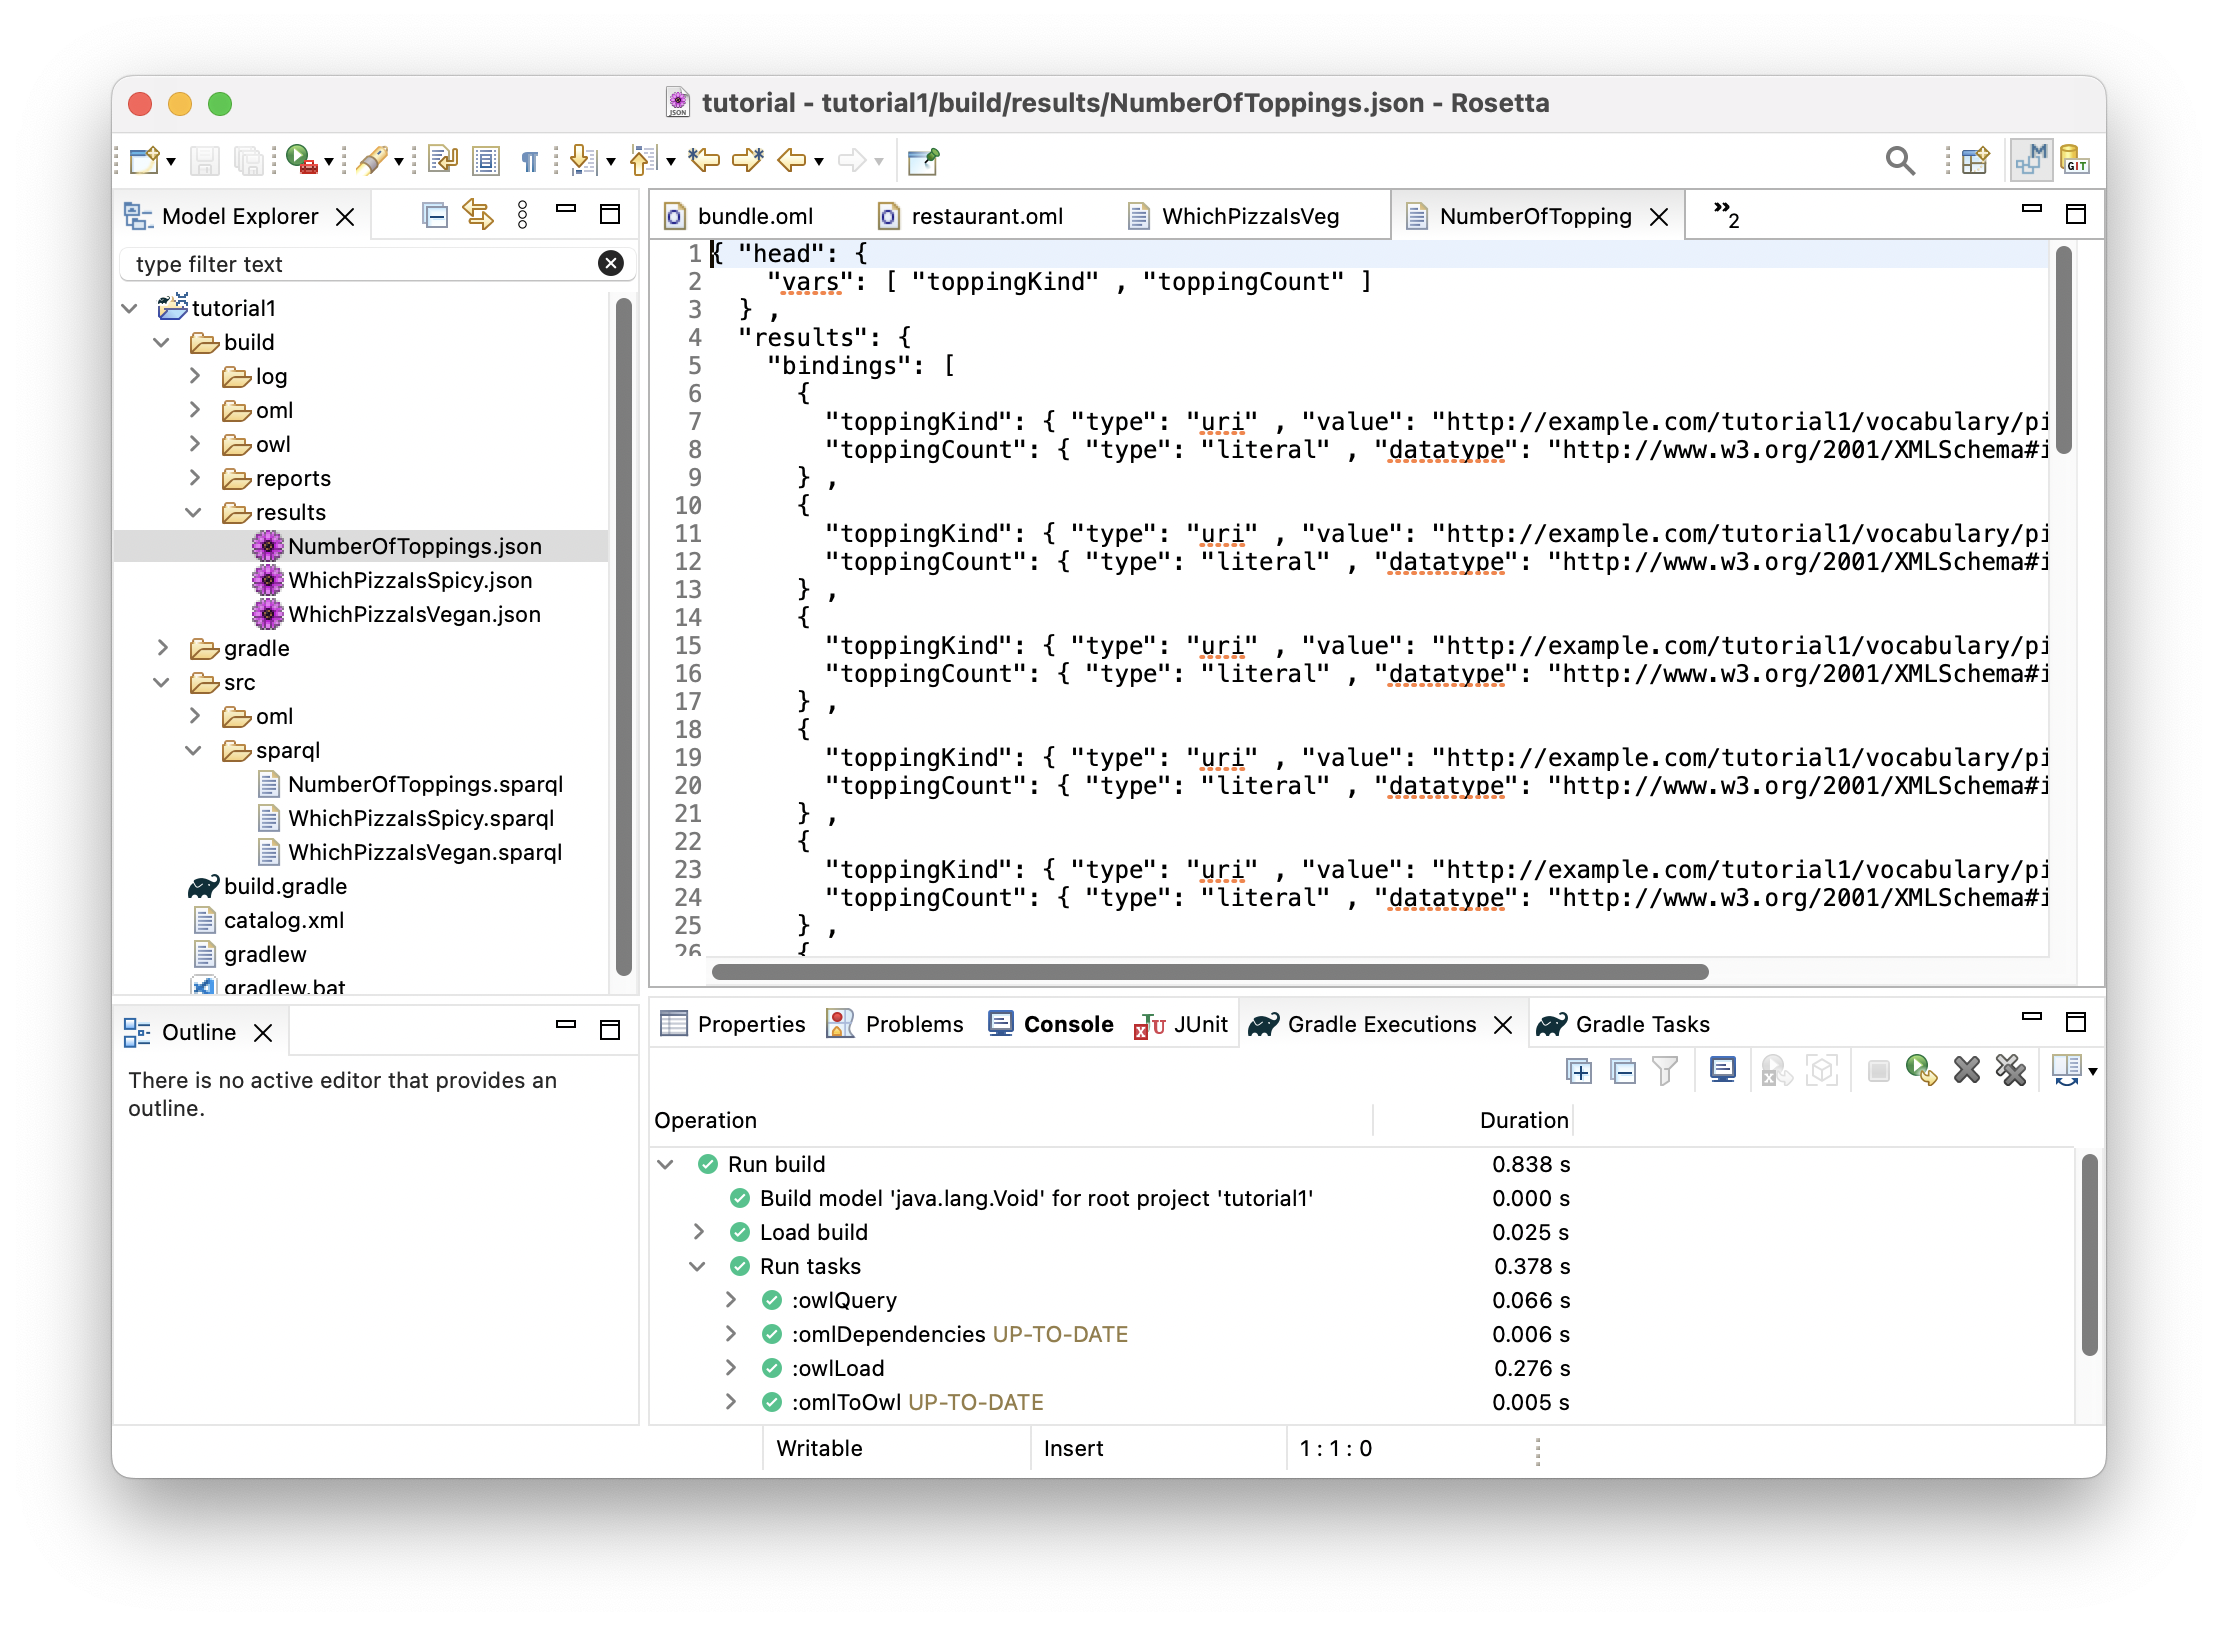 tutorial - tutorial1/build/results/NumberOfToppings.json - Rosetta
Model Explorer
type filter text
tutorial1
build
log
oml
owl
reports
results
NumberOfToppings.json
WhichPizzaIsSpicy.json
WhichPizzaIsVegan.json
gradle
src
oml
sparql
NumberOfToppings.sparql
WhichPizzaIsSpicy.sparql
WhichPizzaIsVegan.sparql
build.gradle
catalog.xml
gradlew
gradlew.bat
Outline
There is no active editor that provides an
outline.
bundle.oml restaurant.oml WhichPizzaIsVeg NumberOfTopping »2
1 { "head": {
2 "vars": [ "toppingKind" , "toppingCount" ]
3 } ,
4 "results": {
5 "bindings": [
6 {
7 "toppingKind": { "type": "uri" , "value": "http://example.com/tutorial1/vocabulary/pi
8 "toppingCount": { "type": "literal" , "datatype": "http://www.w3.org/2001/XMLSchema#i
9 } ,
10 {
11 "toppingKind": { "type": "uri" , "value": "http://example.com/tutorial1/vocabulary/pi
12 "toppingCount": { "type": "literal" , "datatype": "http://www.w3.org/2001/XMLSchema#i
13 } ,
14 {
15 "toppingKind": { "type": "uri" , "value": "http://example.com/tutorial1/vocabulary/pi
16 "toppingCount": { "type": "literal" , "datatype": "http://www.w3.org/2001/XMLSchema#i
17 } ,
18 {
19 "toppingKind": { "type": "uri" , "value": "http://example.com/tutorial1/vocabulary/pi
20 "toppingCount": { "type": "literal" , "datatype": "http://www.w3.org/2001/XMLSchema#i
21 } ,
22 {
23 "toppingKind": { "type": "uri" , "value": "http://example.com/tutorial1/vocabulary/pi
24 "toppingCount": { "type": "literal" , "datatype": "http://www.w3.org/2001/XMLSchema#i
25 } ,
26 {
Properties Problems Console JUnit Gradle Executions Gradle Tasks
Operation Duration
Run build 0.838 s
Build model 'java.lang.Void' for root project 'tutorial1' 0.000 s
Load build 0.025 s
Run tasks 0.378 s
:owlQuery 0.066 s
:omlDependencies UP-TO-DATE 0.006 s
:owlLoad 0.276 s
:omlToOwl UP-TO-DATE 0.005 s
Writable Insert 1 : 1 : 0